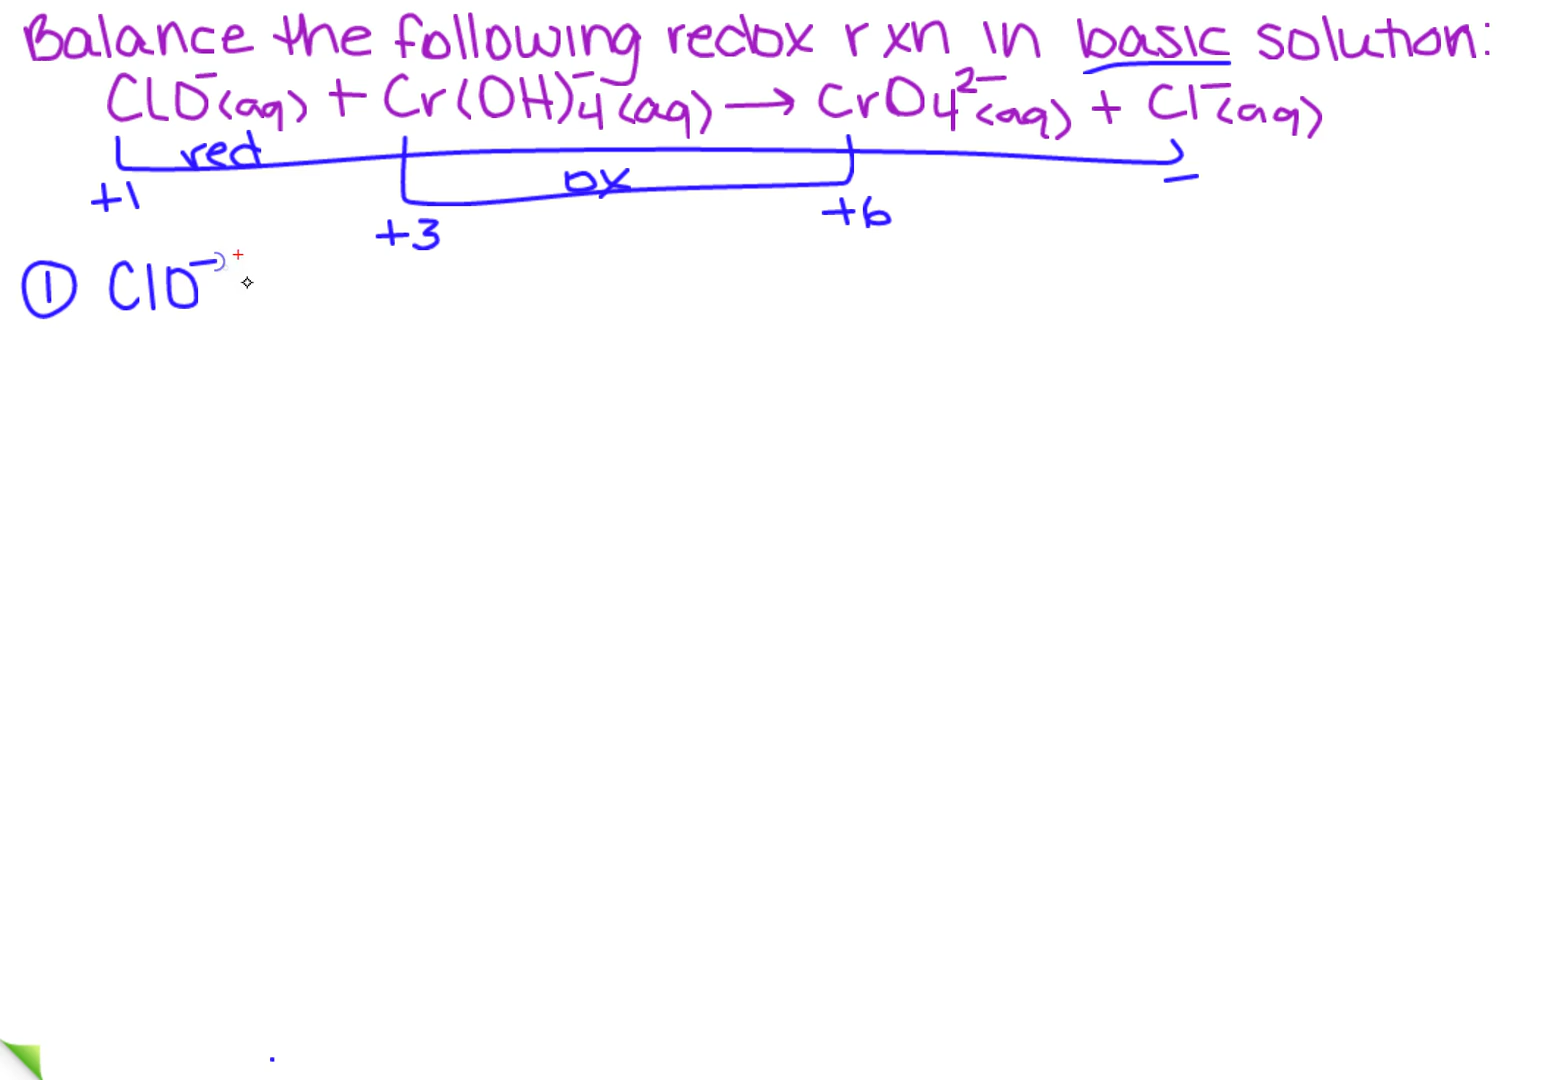 Balance the following redox rxn in basic solution:
ClO⁻(aq) + Cr(OH)₄⁻(aq) → CrO₄²⁻(aq) + Cl⁻(aq)
red
ox
+1 +3 +6 −
① ClO⁻